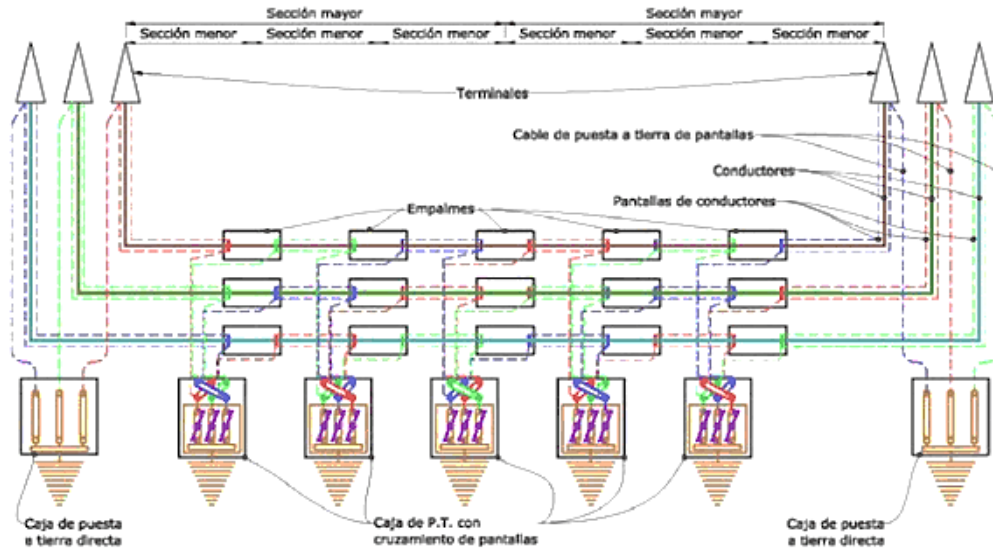 Sección mayor
Sección mayor
Sección menor
Sección menor
Sección menor
Sección menor
Sección menor
Sección menor
Terminales
Cable de puesta a tierra de pantallas
Conductores
Pantallas de conductores
Empalmes
Caja de puesta
a tierra directa
Caja de P.T. con
cruzamiento de pantallas
Caja de puesta
a tierra directa